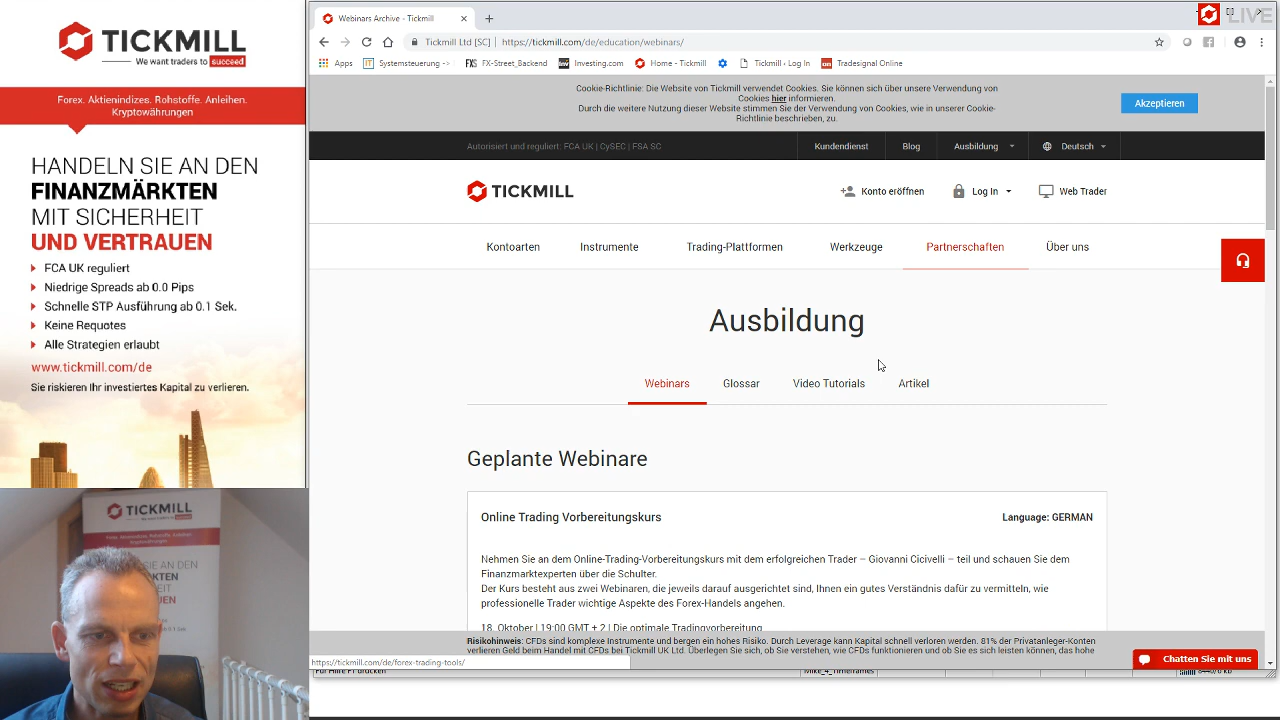 TICKMILL
We want traders to succeed
Forex. Aktienindizes. Rohstoffe. Anleihen.
Kryptowährungen
HANDELN SIE AN DEN
FINANZMÄRKTEN
MIT SICHERHEIT
UND VERTRAUEN
FCA UK reguliert
Niedrige Spreads ab 0.0 Pips
Schnelle STP Ausführung ab 0.1 Sek.
Keine Requotes
Alle Strategien erlaubt
www.tickmill.com/de
Sie riskieren Ihr investiertes Kapital zu verlieren.
TICKMILL
Webinars Archive - Tickmill
LIVE
Tickmill Ltd [SC] | https://tickmill.com/de/education/webinars/
Apps Systemsteuerung -> FX-Street_Backend Investing.com Home - Tickmill Tickmill - Log In Tradesignal Online
Cookie-Richtlinie: Die Website von Tickmill verwendet Cookies. Sie können sich über unsere Verwendung von
Cookies hier informieren.
Durch die weitere Nutzung dieser Website stimmen Sie der Verwendung von Cookies, wie in unserer Cookie-
Richtlinie beschrieben, zu.
Akzeptieren
Autorisiert und reguliert: FCA UK | CySEC | FSA SC
Kundendienst Blog Ausbildung Deutsch
TICKMILL
Konto eröffnen Log In Web Trader
Kontoarten Instrumente Trading-Plattformen Werkzeuge Partnerschaften Über uns
Ausbildung
Webinars Glossar Video Tutorials Artikel
Geplante Webinare
Online Trading Vorbereitungskurs Language: GERMAN
Nehmen Sie an dem Online-Trading-Vorbereitungskurs mit dem erfolgreichen Trader – Giovanni Cicivelli – teil und schauen Sie dem
Finanzmarktexperten über die Schulter.
Der Kurs besteht aus zwei Webinaren, die jeweils darauf ausgerichtet sind, Ihnen ein gutes Verständnis dafür zu vermitteln, wie
professionelle Trader wichtige Aspekte des Forex-Handels angehen.
18. Oktober | 19:00 GMT + 2 | Die optimale Tradingvorbereitung
Risikohinweis: CFDs sind komplexe Instrumente und bergen ein hohes Risiko. Durch Leverage kann Kapital schnell verloren werden. 81% der Privatanleger-Konten
verlieren Geld beim Handel mit CFDs bei Tickmill UK Ltd. Überlegen Sie sich, ob Sie verstehen, wie CFDs funktionieren und ob Sie es sich leisten können, das hohe
https://tickmill.com/de/forex-trading-tools/
Chatten Sie mit uns